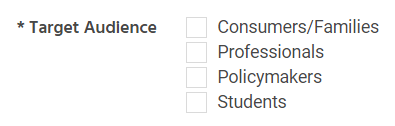 * Target Audience
Consumers/Families
Professionals
Policymakers
Students